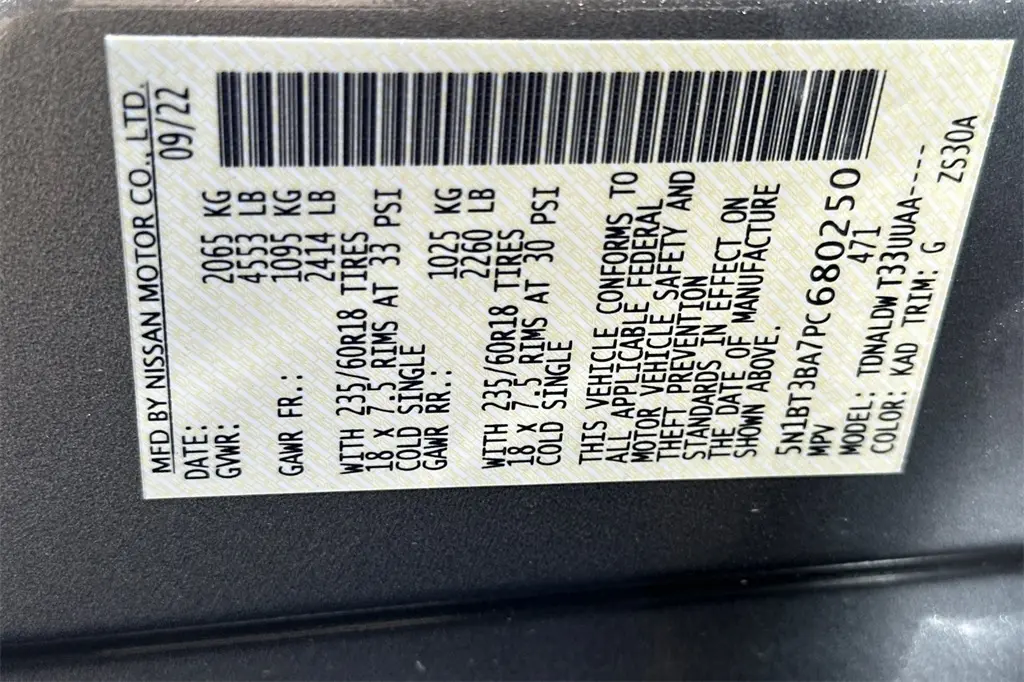 MFD BY NISSAN MOTOR CO., LTD.
DATE: 09/22
GVWR: 2065 KG
4553 LB
GAWR FR.: 1095 KG
2414 LB
WITH 235/60R18 TIRES
18 x 7.5 RIMS AT 33 PSI
COLD SINGLE
GAWR RR.: 1025 KG
2260 LB
WITH 235/60R18 TIRES
18 x 7.5 RIMS AT 30 PSI
COLD SINGLE
THIS VEHICLE CONFORMS TO
ALL APPLICABLE FEDERAL
MOTOR VEHICLE SAFETY AND
THEFT PREVENTION
STANDARDS IN EFFECT ON
THE DATE OF MANUFACTURE
SHOWN ABOVE.
5N1BT3BA7PC680250
MPV 471
MODEL: TDNALDW T33UUAA----
COLOR: KAD TRIM: G ZS30A